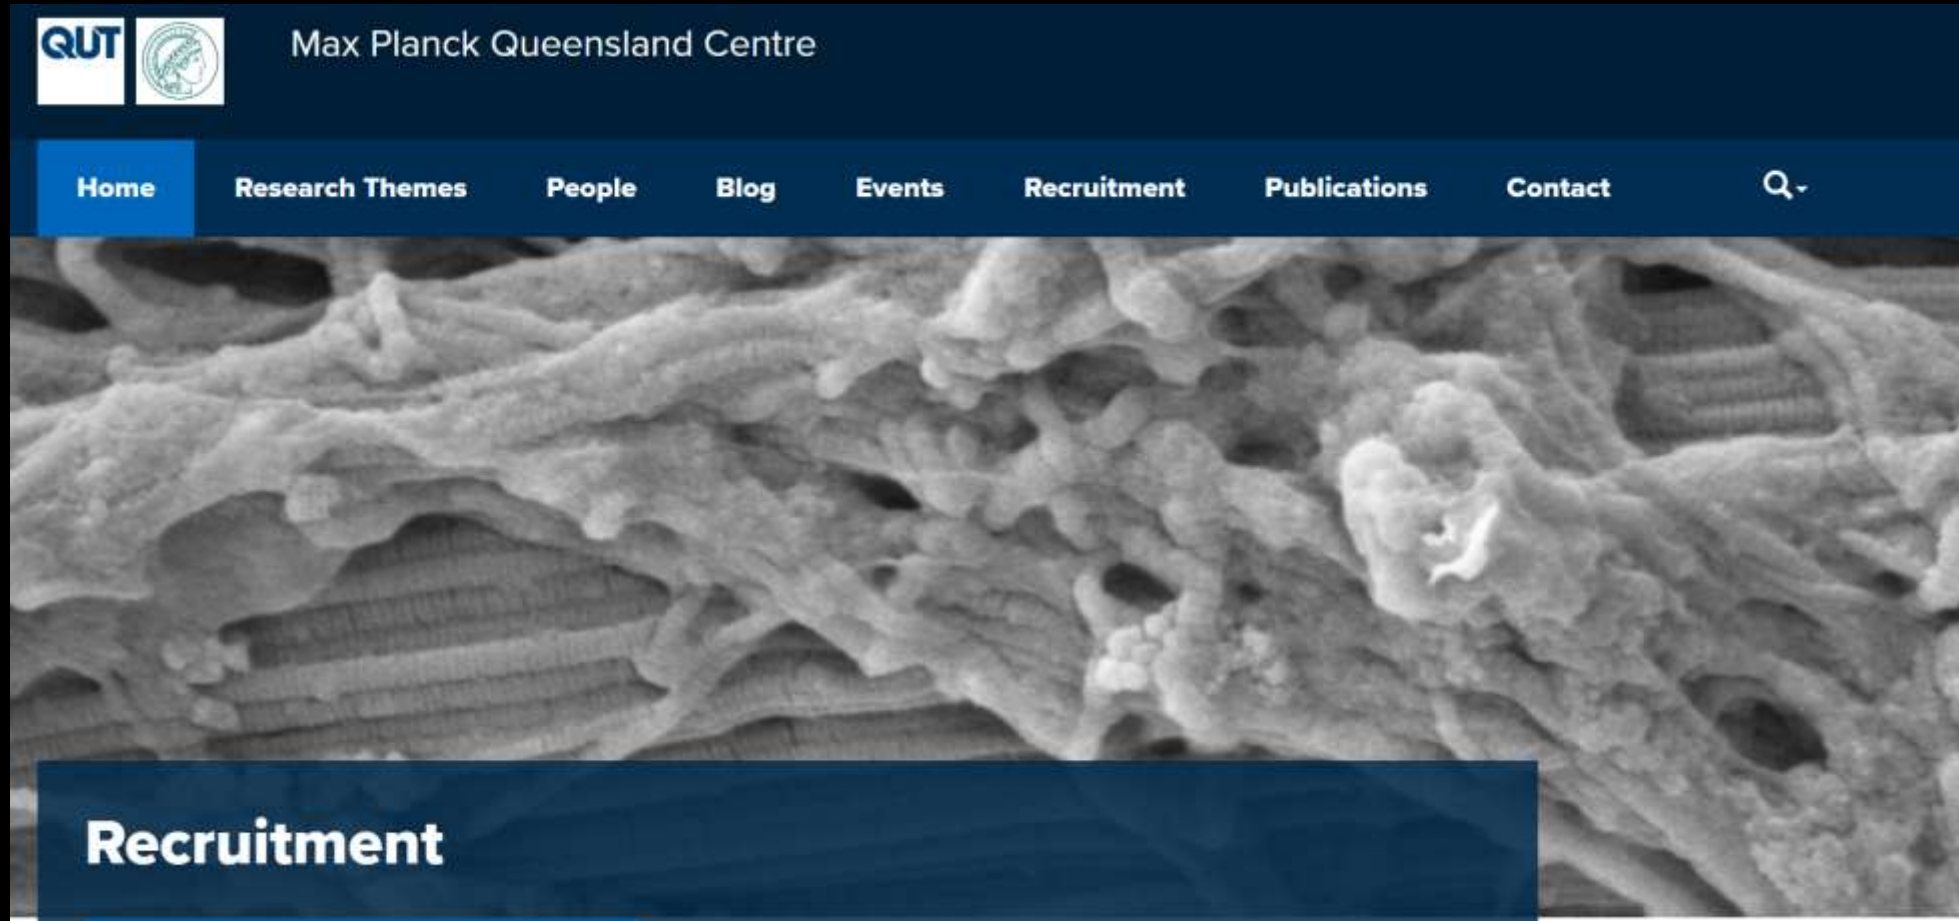 QUT
Max Planck Queensland Centre
Home Research Themes People Blog Events Recruitment Publications Contact
Recruitment